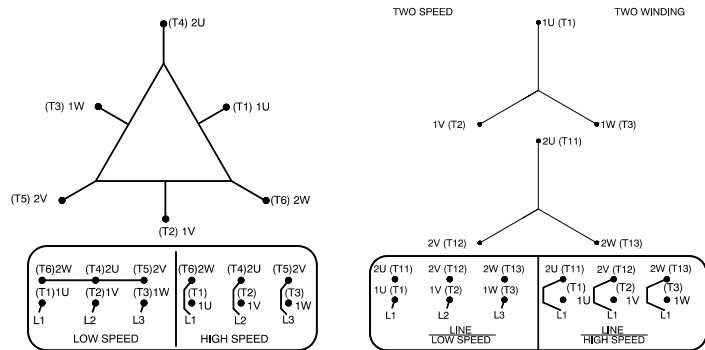 (T4) 2U
(T3) 1W
(T1) 1U
(T5) 2V
(T6) 2W
(T2) 1V
(T6)2W (T4)2U (T5)2V
(T1)1U (T2)1V (T3)1W
L1 L2 L3
LOW SPEED
(T6)2W (T4)2U (T5)2V
(T1) (T2) (T3)
1U 1V 1W
L1 L2 L3
HIGH SPEED
TWO SPEED TWO WINDING
1U (T1)
1V (T2) 1W (T3)
2U (T11)
2V (T12) 2W (T13)
2U (T11) 2V (T12) 2W (T13)
1U (T1) 1V (T2) 1W (T3)
L1 L2 L3
LINE
LOW SPEED
2U (T11) 2V (T12) 2W (T13)
(T1) (T2) (T3)
1U 1V 1W
L1 L1 L1
LINE
HIGH SPEED